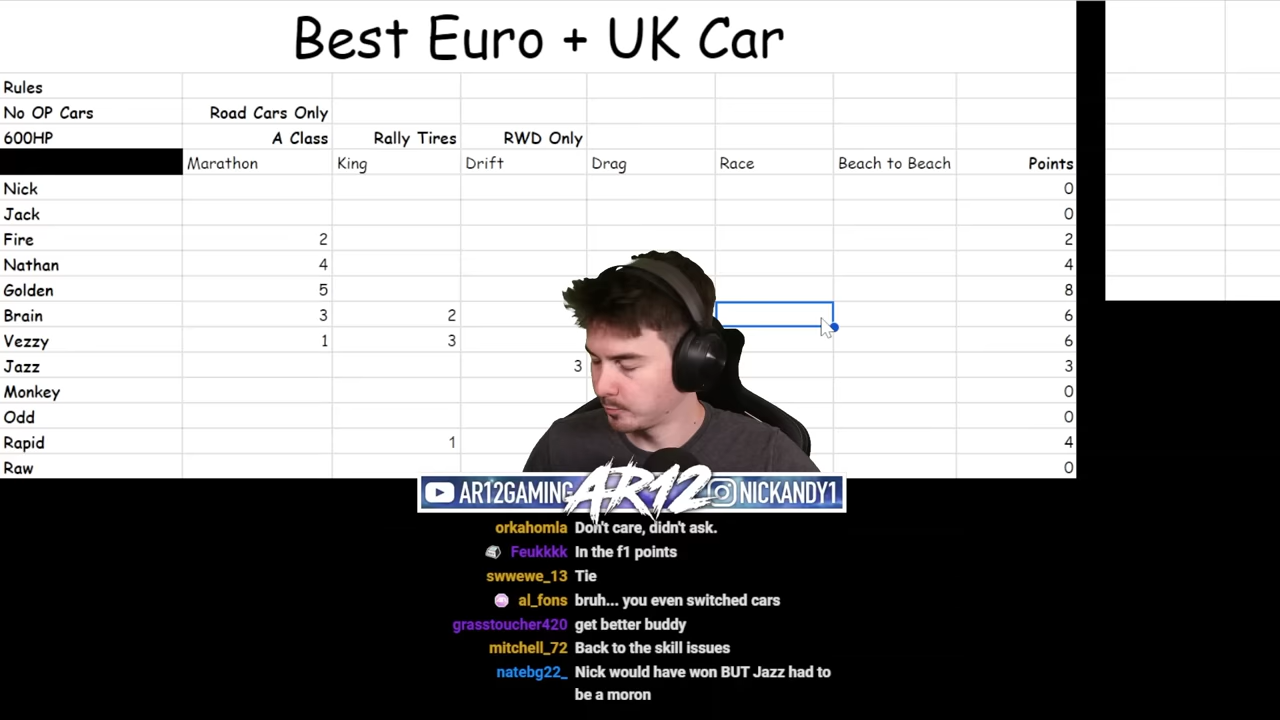 Best Euro + UK Car
Rules
No OP Cars Road Cars Only
600HP A Class Rally Tires RWD Only
Marathon King Drift Drag Race Beach to Beach Points
Nick 0
Jack 0
Fire 2 2
Nathan 4 4
Golden 5 8
Brain 3 2 6
Vezzy 1 3 6
Jazz 3 3
Monkey 0
Odd 0
Rapid 1 4
Raw 0
AR12GAMING AR12 NICKANDY1
orkahomla Don't care, didn't ask.
Feukkkk In the f1 points
swwewe_13 Tie
al_fons bruh... you even switched cars
grasstoucher420 get better buddy
mitchell_72 Back to the skill issues
natebg22_ Nick would have won BUT Jazz had to
be a moron